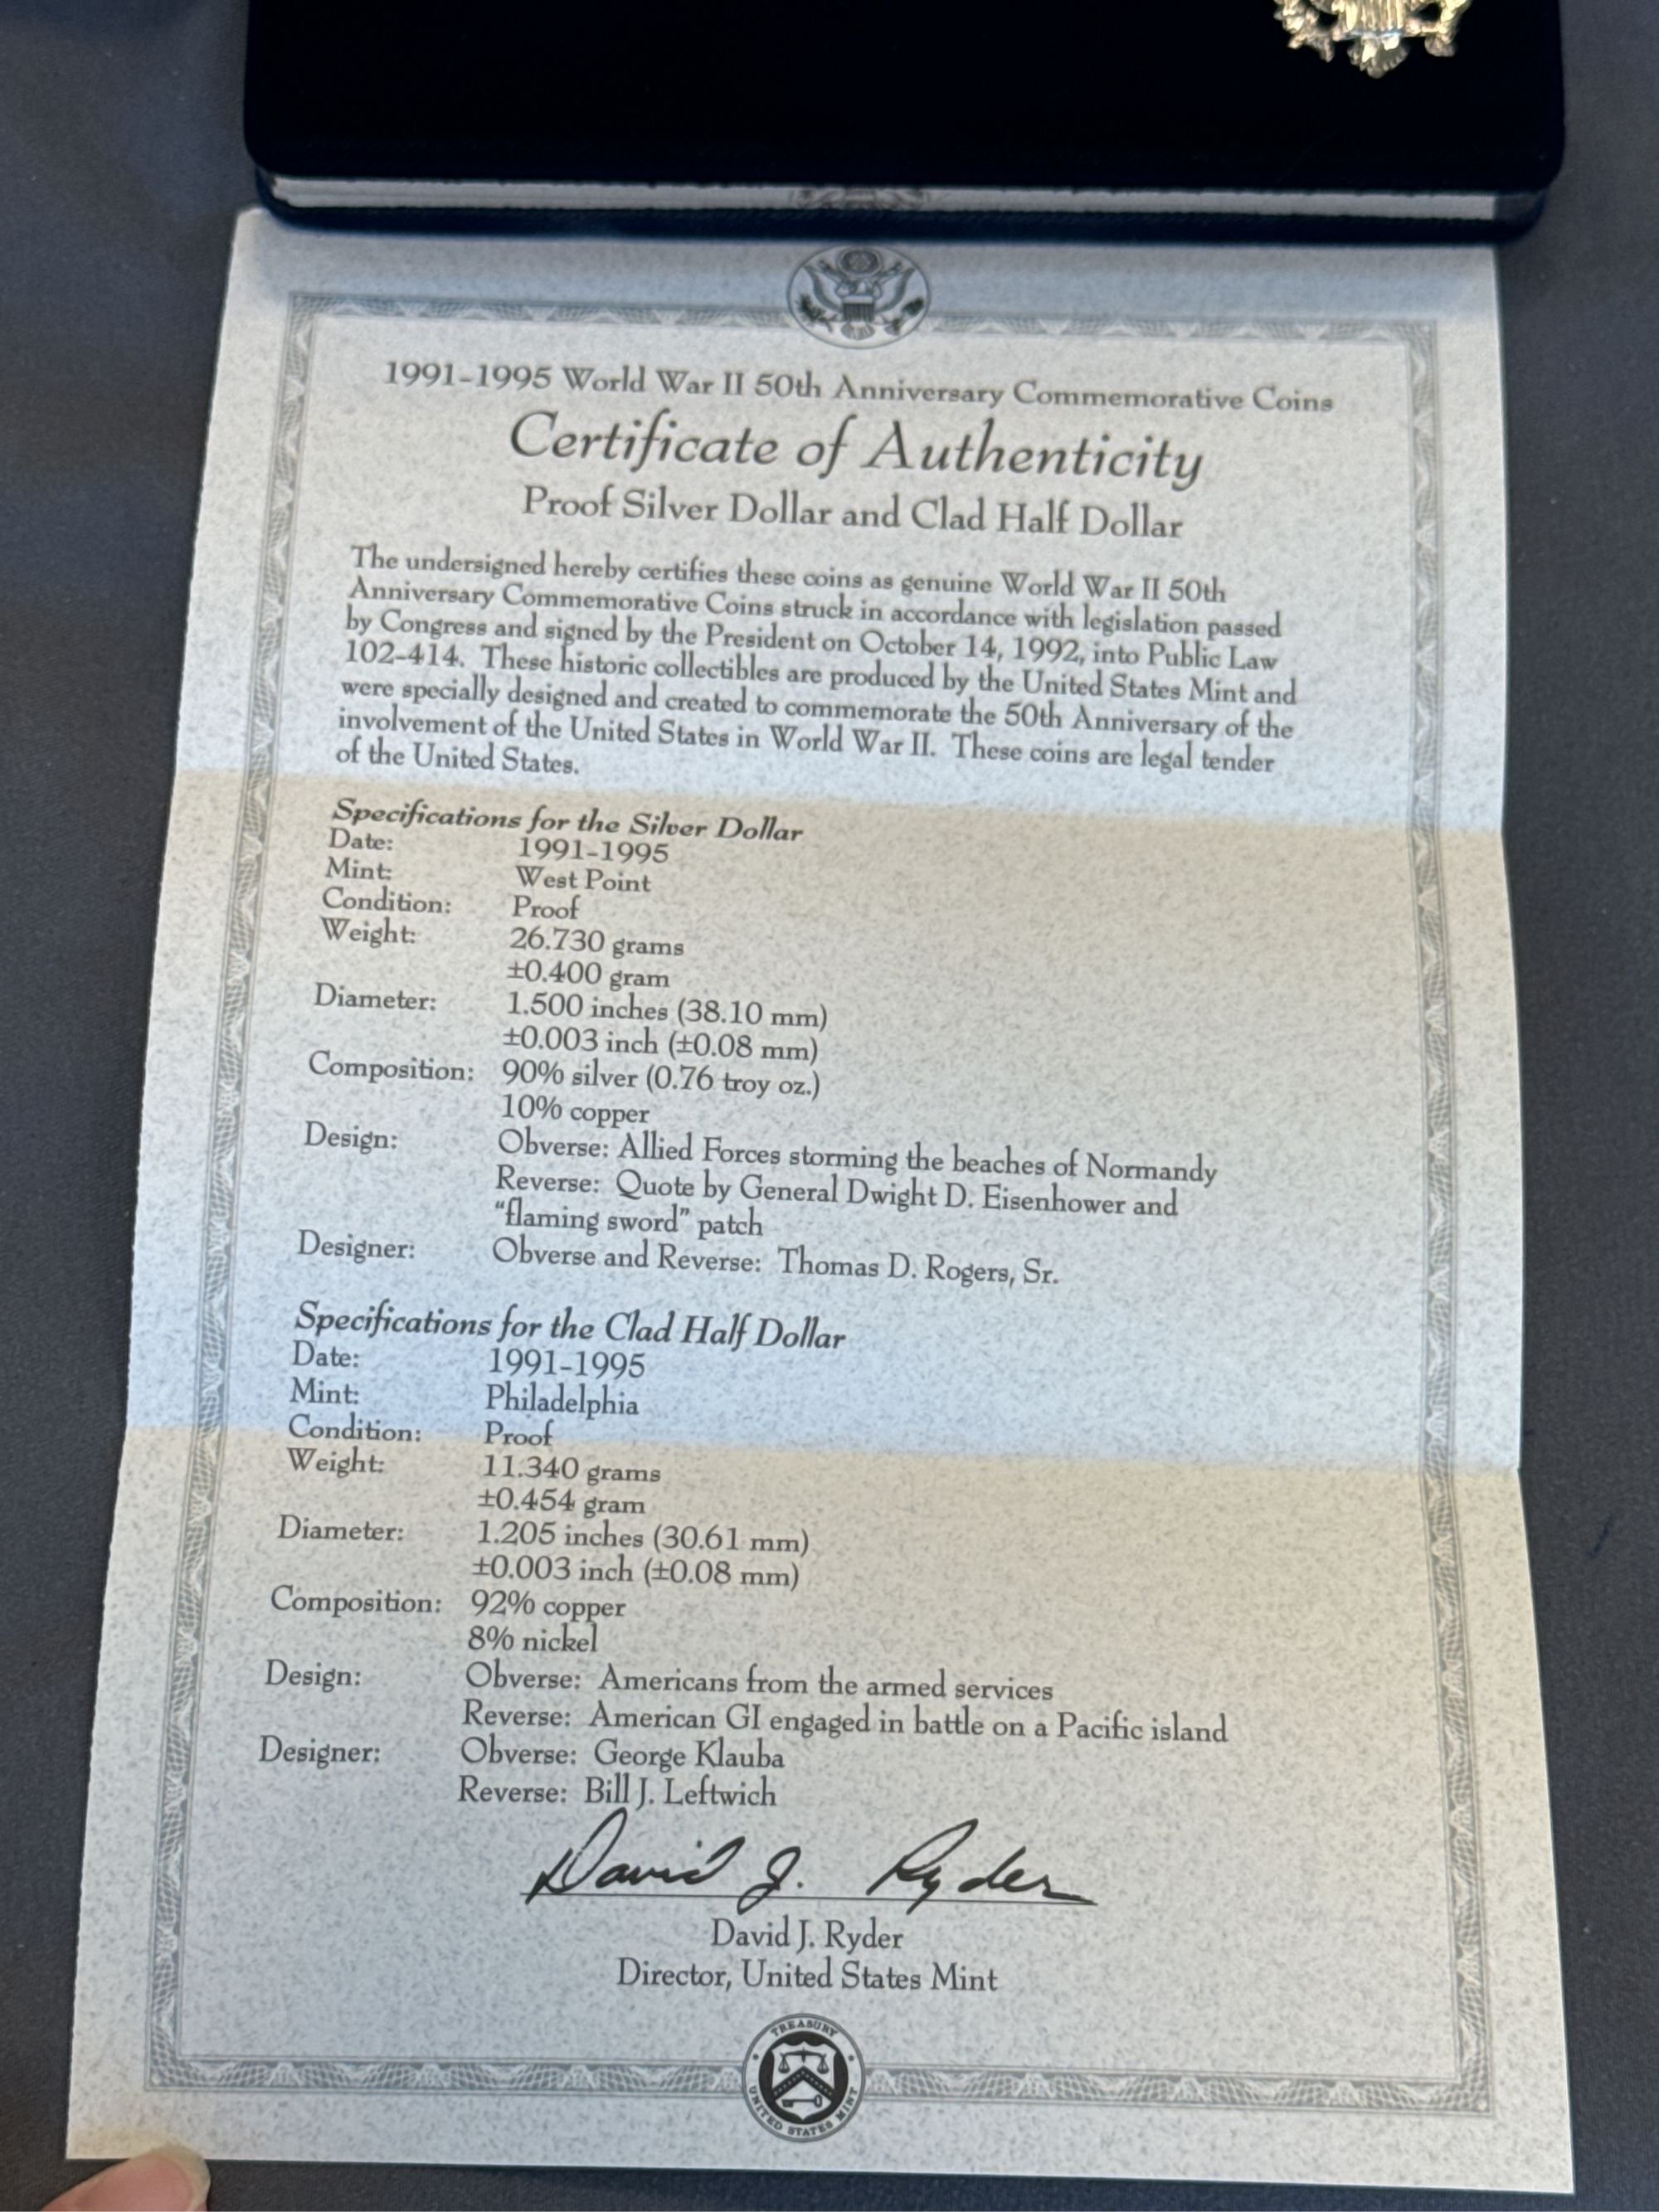 1991-1995 World War II 50th Anniversary Commemorative Coins
Certificate of Authenticity
Proof Silver Dollar and Clad Half Dollar
The undersigned hereby certifies these coins as genuine World War II 50th
Anniversary Commemorative Coins struck in accordance with legislation passed
by Congress and signed by the President on October 14, 1992, into Public Law
102-414. These historic collectibles are produced by the United States Mint and
were specially designed and created to commemorate the 50th Anniversary of the
involvement of the United States in World War II. These coins are legal tender
of the United States.
Specifications for the Silver Dollar
Date: 1991-1995
Mint: West Point
Condition: Proof
Weight: 26.730 grams
±0.400 gram
Diameter: 1.500 inches (38.10 mm)
±0.003 inch (±0.08 mm)
Composition: 90% silver (0.76 troy oz.)
10% copper
Design: Obverse: Allied Forces storming the beaches of Normandy
Reverse: Quote by General Dwight D. Eisenhower and
"flaming sword" patch
Designer: Obverse and Reverse: Thomas D. Rogers, Sr.
Specifications for the Clad Half Dollar
Date: 1991-1995
Mint: Philadelphia
Condition: Proof
Weight: 11.340 grams
±0.454 gram
Diameter: 1.205 inches (30.61 mm)
±0.003 inch (±0.08 mm)
Composition: 92% copper
8% nickel
Design: Obverse: Americans from the armed services
Reverse: American GI engaged in battle on a Pacific island
Designer: Obverse: George Klauba
Reverse: Bill J. Leftwich
David J. Ryder
David J. Ryder
Director, United States Mint
TREASURY
UNITED STATES MINT